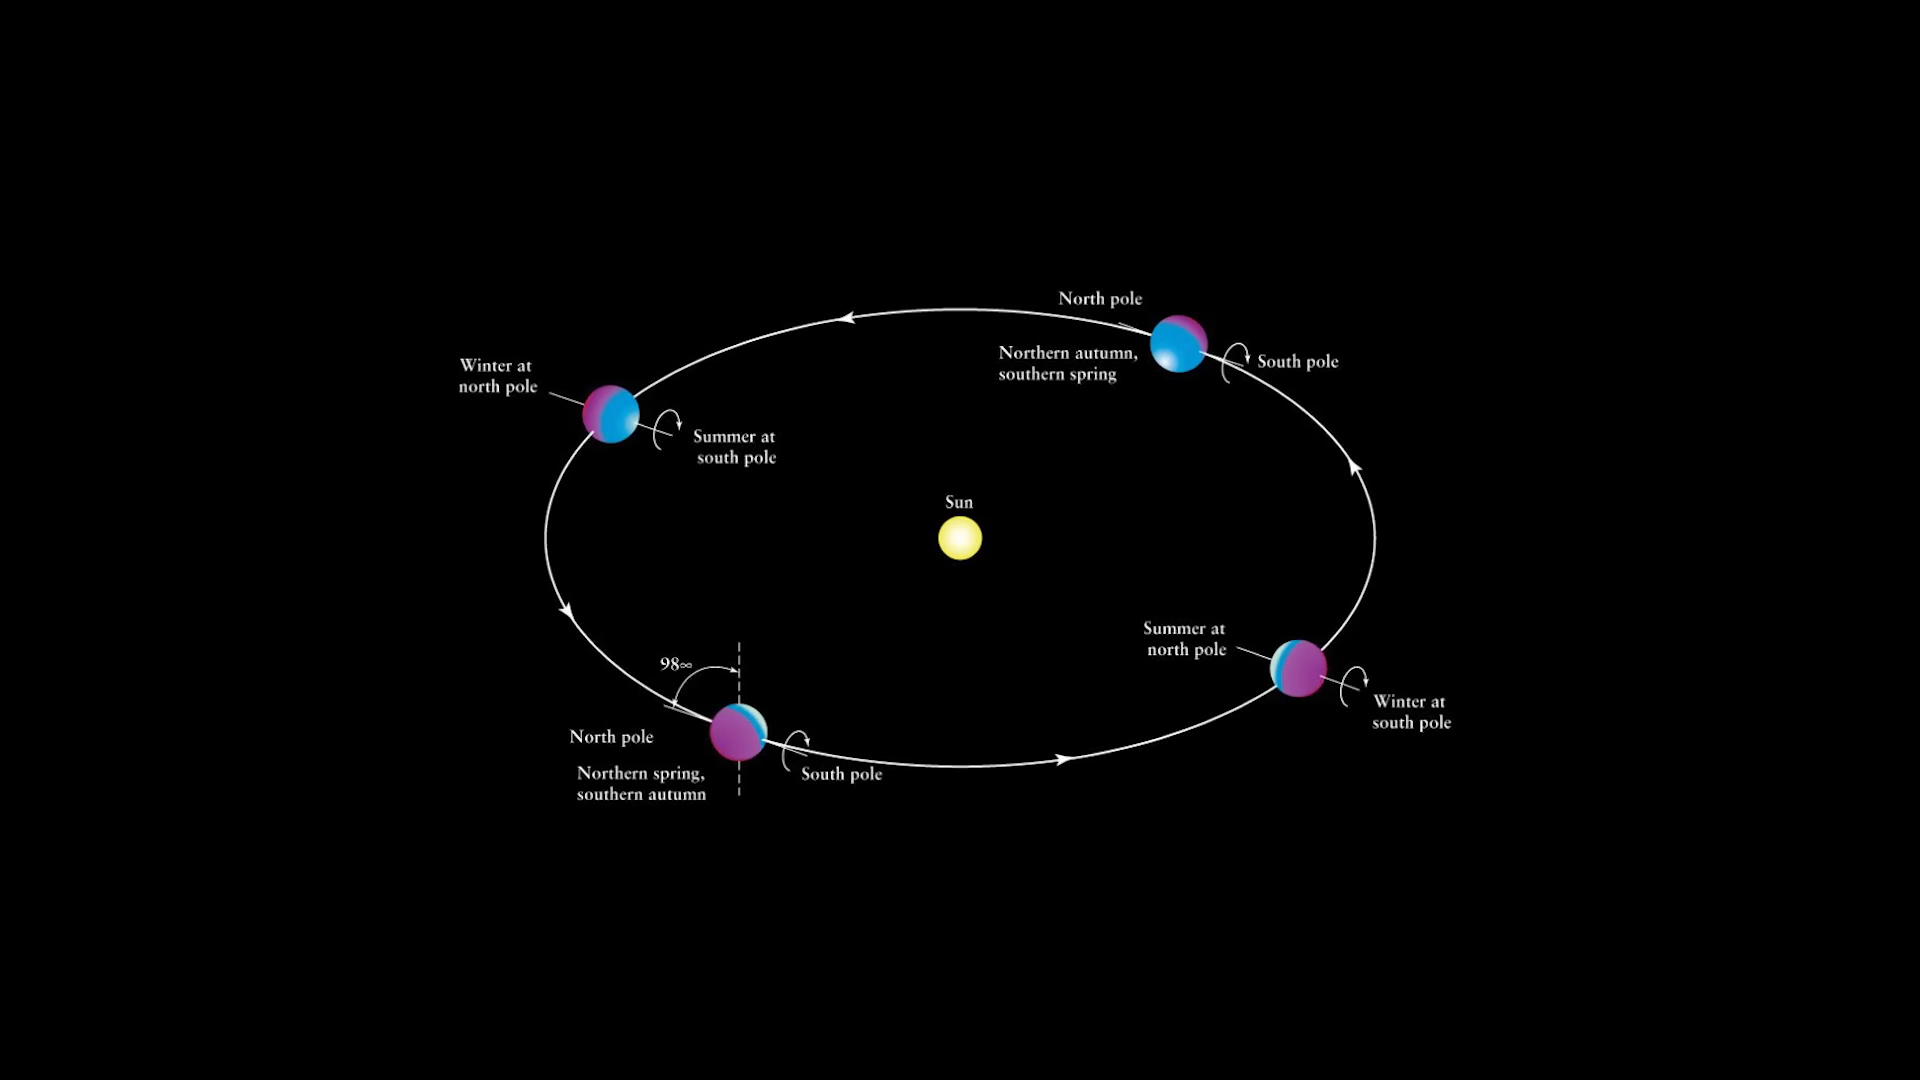 North pole
Northern autumn,
southern spring
South pole
Winter at
north pole
Summer at
south pole
Sun
Summer at
north pole
Winter at
south pole
98∞
North pole
Northern spring,
southern autumn
South pole